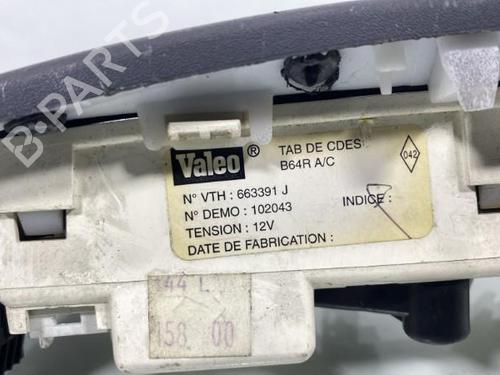 B-Parts
Valeo ® TAB DE CDES
B64R A/C
042
N° VTH : 663391 J
N° DEMO : 102043 INDICE :
TENSION : 12V
DATE DE FABRICATION :
44 L
158 00